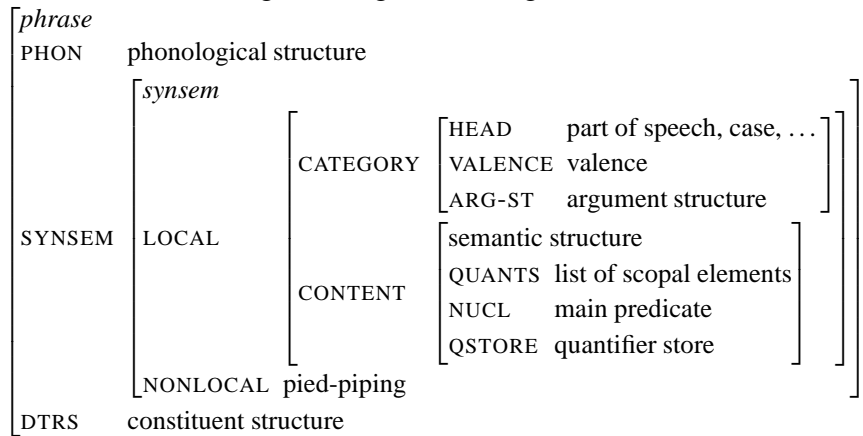 phrase
PHON phonological structure
synsem
HEAD part of speech, case, …
CATEGORY VALENCE valence
ARG-ST argument structure
SYNSEM LOCAL
semantic structure
QUANTS list of scopal elements
CONTENT
NUCL main predicate
QSTORE quantifier store
NONLOCAL pied-piping
DTRS constituent structure